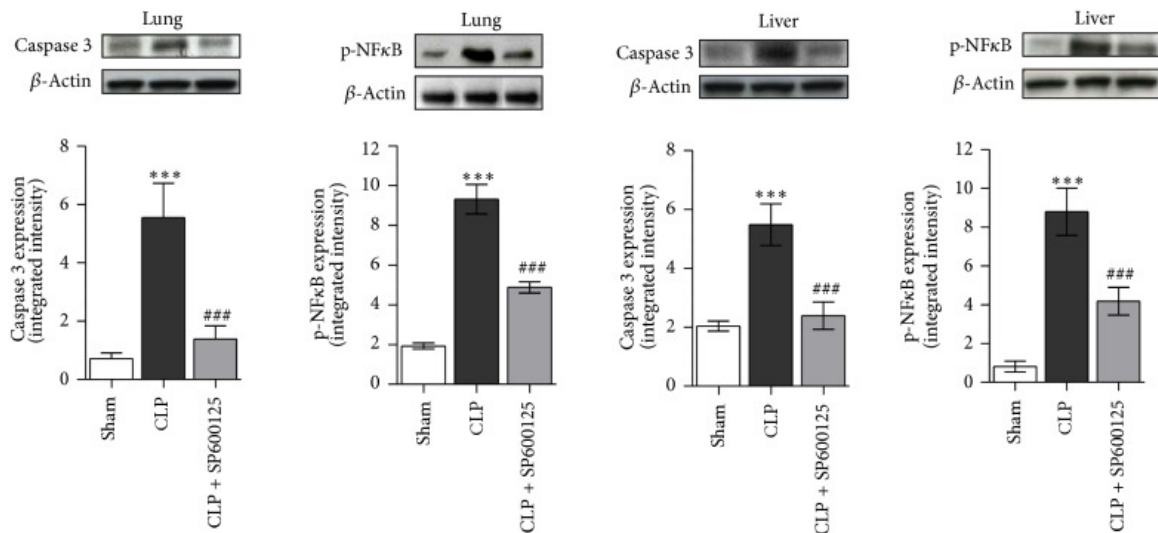 Lung
Caspase 3
β-Actin
8
6
4
2
0
Caspase 3 expression
(integrated intensity)
***
###
Sham
CLP
CLP + SP600125
Lung
p-NFκB
β-Actin
12
10
8
6
4
2
0
p-NFκB expression
(integrated intensity)
***
###
Sham
CLP
CLP + SP600125
Liver
Caspase 3
β-Actin
8
6
4
2
0
Caspase 3 expression
(integrated intensity)
***
###
Sham
CLP
CLP + SP600125
Liver
p-NFκB
β-Actin
12
10
8
6
4
2
0
p-NFκB expression
(integrated intensity)
***
###
Sham
CLP
CLP + SP600125